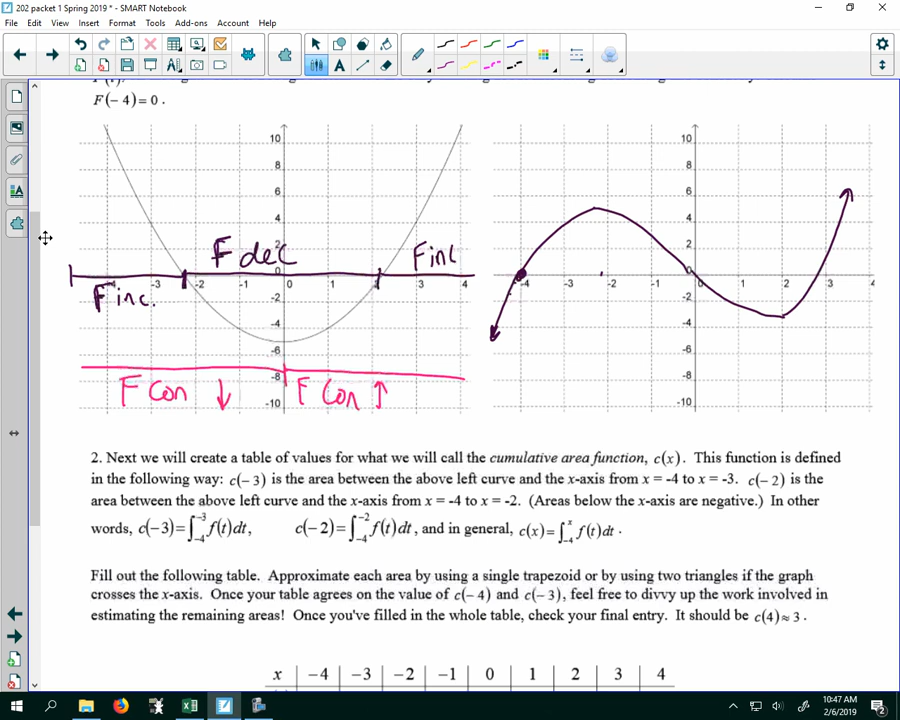 202 packet 1 Spring 2019 * - SMART Notebook
File Edit View Insert Format Tools Add-ons Account Help
F(-4)=0.
10
8
6
4
2
0
-4 -3 -2 -1 0 1 2 3 4
-2
-4
-6
-8
-10
F dec
F inc
F inc.
F Con ↓ F Con ↑
10
8
6
4
2
0
-4 -3 -2 -1 0 1 2 3 4
-2
-4
-6
-8
-10
2. Next we will create a table of values for what we will call the cumulative area function, c(x). This function is defined
in the following way: c(-3) is the area between the above left curve and the x-axis from x = -4 to x = -3. c(-2) is the
area between the above left curve and the x-axis from x = -4 to x = -2. (Areas below the x-axis are negative.) In other
words, c(-3)=∫₋₄⁻³ f(t)dt, c(-2)=∫₋₄⁻² f(t)dt, and in general, c(x)=∫₋₄ˣ f(t)dt.
Fill out the following table. Approximate each area by using a single trapezoid or by using two triangles if the graph
crosses the x-axis. Once your table agrees on the value of c(-4) and c(-3), feel free to divvy up the work involved in
estimating the remaining areas! Once you've filled in the whole table, check your final entry. It should be c(4)≈3.
x -4 -3 -2 -1 0 1 2 3 4
10:47 AM
2/6/2019